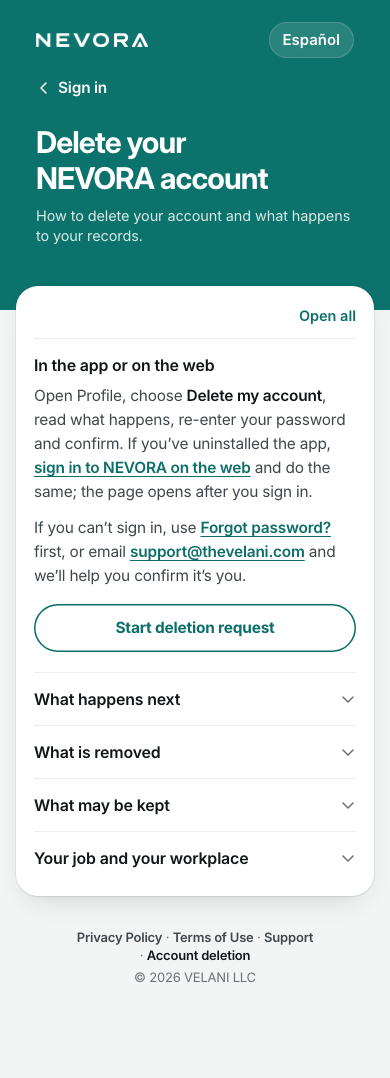 NEVORA
Español
Sign in
Delete your
NEVORA account
How to delete your account and what happens
to your records.
Open all
In the app or on the web
Open Profile, choose Delete my account,
read what happens, re-enter your password
and confirm. If you’ve uninstalled the app,
sign in to NEVORA on the web and do the
same; the page opens after you sign in.
If you can’t sign in, use Forgot password?
first, or email support@thevelani.com and
we’ll help you confirm it’s you.
Start deletion request
What happens next
What is removed
What may be kept
Your job and your workplace
Privacy Policy · Terms of Use · Support
· Account deletion
© 2026 VELANI LLC